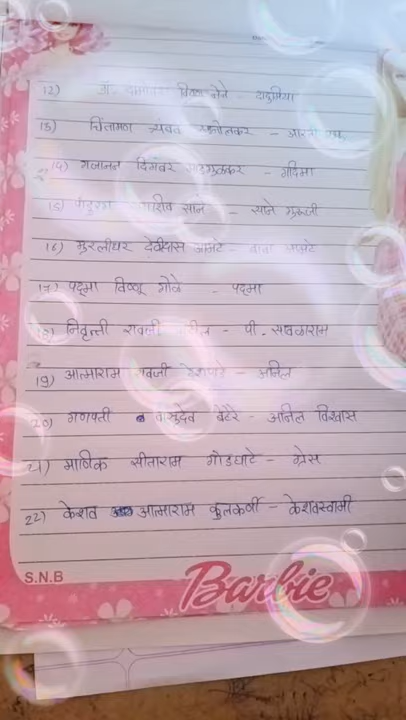 12) डॉ. विष्णू नेने -
13) चिंतामण त्र्यंबक खानोलकर - आरती प्रभू
14) गजानन दिगंबर माडगुळकर - गदिमा
15) पांडुरंग सदाशिव साने - साने गुरुजी
16) मुरलीधर देवीदास आमटे - बाबा आमटे
17) पद्मा विष्णू गोळे - पद्मा
18) निवृत्ती रावजी पाटील - पी. सावळाराम
19) आत्माराम रावजी देशपांडे - अनिल
20) गणपती वासुदेव बेहेरे - अनिल विश्वास
21) माणिक सीताराम गोडघाटे - ग्रेस
22) केशव आत्माराम कुलकर्णी - केशवस्वामी
S.N.B
Barbie